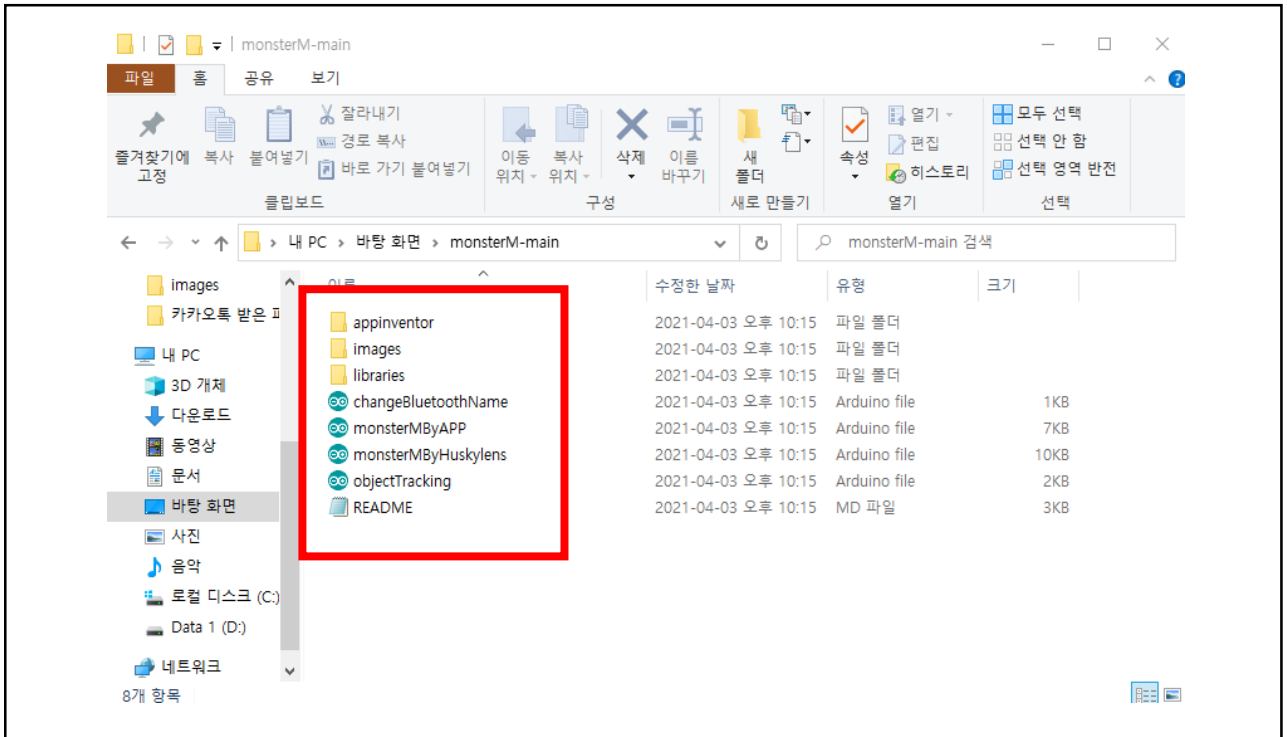 monsterM-main
파일 홈 공유 보기
즐겨찾기에 고정
복사
붙여넣기
잘라내기
경로 복사
바로 가기 붙여넣기
클립보드
이동 위치
복사 위치
삭제
이름 바꾸기
구성
새 폴더
새로 만들기
속성
열기
편집
히스토리
열기
모두 선택
선택 안 함
선택 영역 반전
선택
내 PC > 바탕 화면 > monsterM-main
monsterM-main 검색
수정한 날짜 유형 크기
images
카카오톡 받은
내 PC
3D 개체
다운로드
동영상
문서
바탕 화면
사진
음악
로컬 디스크 (C:)
Data 1 (D:)
네트워크
appinventor 2021-04-03 오후 10:15 파일 폴더
images 2021-04-03 오후 10:15 파일 폴더
libraries 2021-04-03 오후 10:15 파일 폴더
changeBluetoothName 2021-04-03 오후 10:15 Arduino file 1KB
monsterMByAPP 2021-04-03 오후 10:15 Arduino file 7KB
monsterMByHuskylens 2021-04-03 오후 10:15 Arduino file 10KB
objectTracking 2021-04-03 오후 10:15 Arduino file 2KB
README 2021-04-03 오후 10:15 MD 파일 3KB
8개 항목